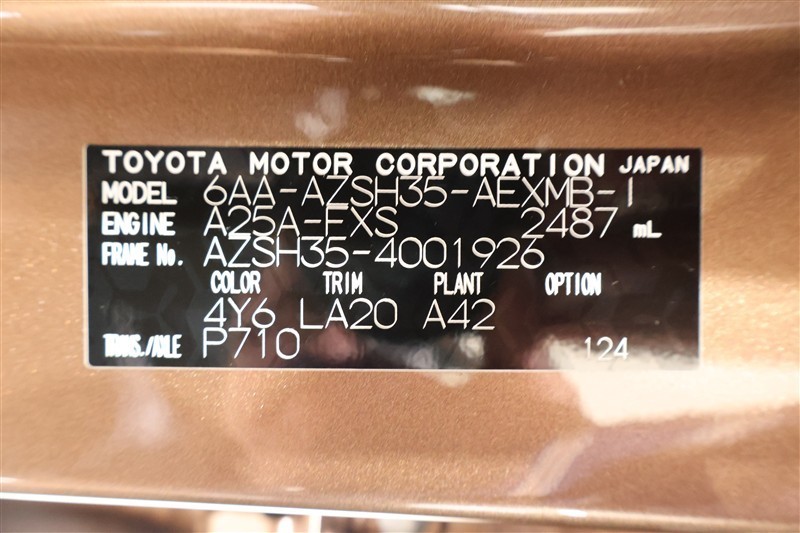 TOYOTA MOTOR CORPORATION JAPAN
MODEL 6AA-AZSH35-AEXMB-1
ENGINE A25A-FXS 2487 mL
FRAME No. AZSH35-4001926
COLOR TRIM PLANT OPTION
4Y6 LA20 A42
TRANS./AXLE P710 124